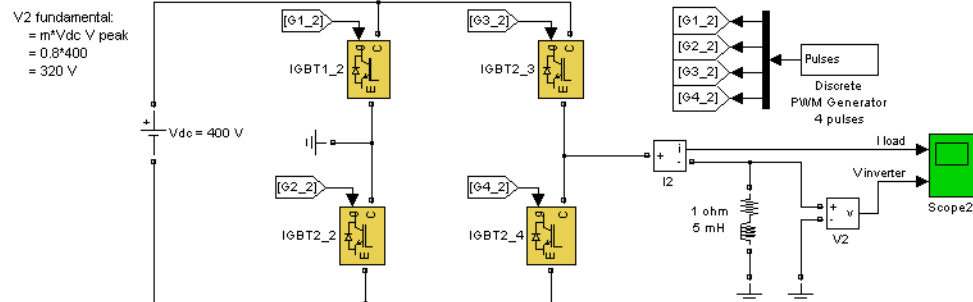 V2 fundamental:
= m*Vdc V peak
= 0.8*400
= 320 V
[G1_2]
[G3_2]
[G1_2]
[G2_2]
[G3_2]
[G4_2]
Pulses
Discrete
PWM Generator
4 pulses
g
C
E
IGBT1_2
g
C
E
IGBT2_3
+
Vdc = 400 V
[G2_2]
[G4_2]
g
C
E
IGBT2_2
g
C
E
IGBT2_4
+
i
-
I2
I load
Vinverter
Scope2
1 ohm
5 mH
+
-
v
V2